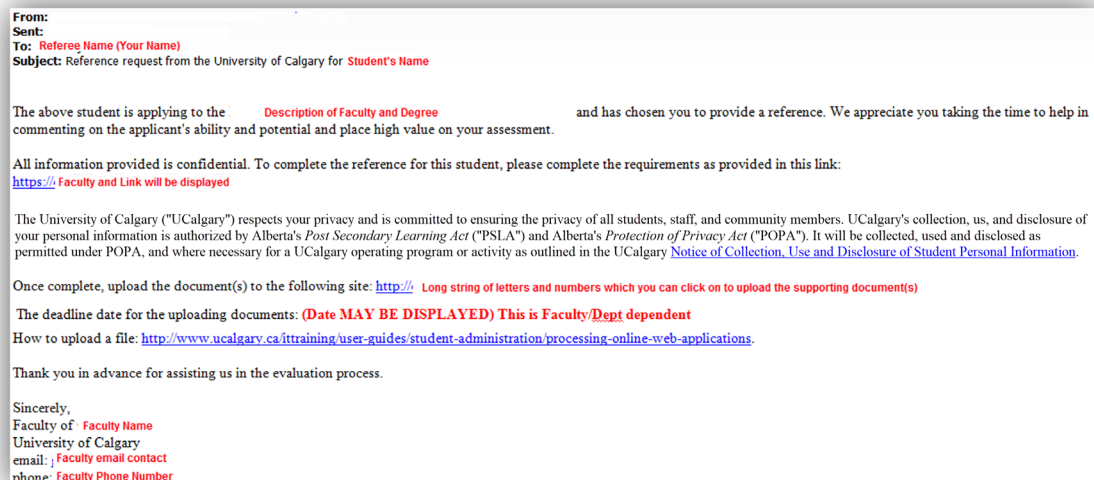 From:
Sent:
To: Referee Name (Your Name)
Subject: Reference request from the University of Calgary for Student's Name
The above student is applying to the Description of Faculty and Degree and has chosen you to provide a reference. We appreciate you taking the time to help in
commenting on the applicant's ability and potential and place high value on your assessment.
All information provided is confidential. To complete the reference for this student, please complete the requirements as provided in this link:
https:// Faculty and Link will be displayed
The University of Calgary ("UCalgary") respects your privacy and is committed to ensuring the privacy of all students, staff, and community members. UCalgary's collection, us, and disclosure of
your personal information is authorized by Alberta's Post Secondary Learning Act ("PSLA") and Alberta's Protection of Privacy Act ("POPA"). It will be collected, used and disclosed as
permitted under POPA, and where necessary for a UCalgary operating program or activity as outlined in the UCalgary Notice of Collection, Use and Disclosure of Student Personal Information.
Once complete, upload the document(s) to the following site: http:// Long string of letters and numbers which you can click on to upload the supporting document(s)
The deadline date for the uploading documents: (Date MAY BE DISPLAYED) This is Faculty/Dept dependent
How to upload a file: http://www.ucalgary.ca/ittraining/user-guides/student-administration/processing-online-web-applications.
Thank you in advance for assisting us in the evaluation process.
Sincerely,
Faculty of Faculty Name
University of Calgary
email: Faculty email contact
phone: Faculty Phone Number